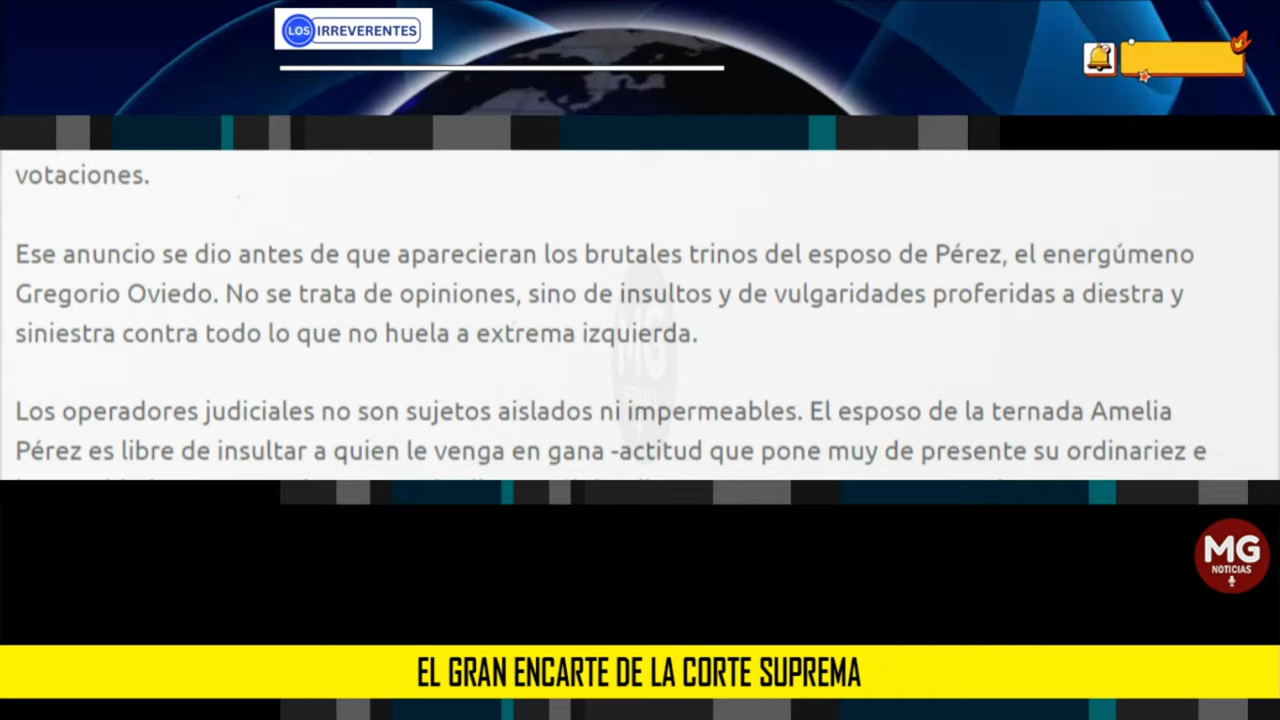 LOS IRREVERENTES
votaciones.
Ese anuncio se dio antes de que aparecieran los brutales trinos del esposo de Pérez, el energúmeno
Gregorio Oviedo. No se trata de opiniones, sino de insultos y de vulgaridades proferidas a diestra y
siniestra contra todo lo que no huela a extrema izquierda.
Los operadores judiciales no son sujetos aislados ni impermeables. El esposo de la ternada Amelia
Pérez es libre de insultar a quien le venga en gana -actitud que pone muy de presente su ordinariez e
MG
NOTICIAS
EL GRAN ENCARTE DE LA CORTE SUPREMA